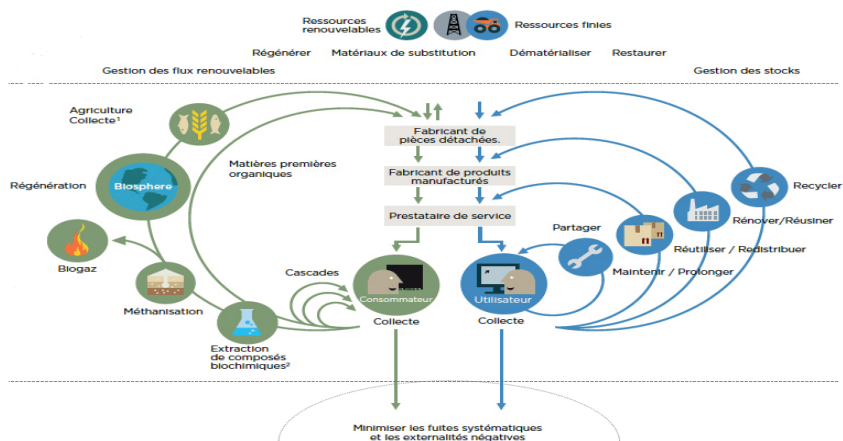 Ressources
renouvelables
Ressources finies
Régénérer Matériaux de substitution Dématérialiser Restaurer
Gestion des flux renouvelables
Gestion des stocks
Agriculture
Collecte¹
Fabricant de
pièces détachées.
Matières premières
organiques
Fabricant de produits
manufacturés
Régénération
Biosphere
Recycler
Prestataire de service
Rénover/Réusiner
Partager
Réutiliser / Redistribuer
Biogaz
Cascades
Maintenir / Prolonger
Consommateur
Utilisateur
Méthanisation
Collecte
Collecte
Extraction
de composés
biochimiques²
Minimiser les fuites systématiques
et les externalités négatives